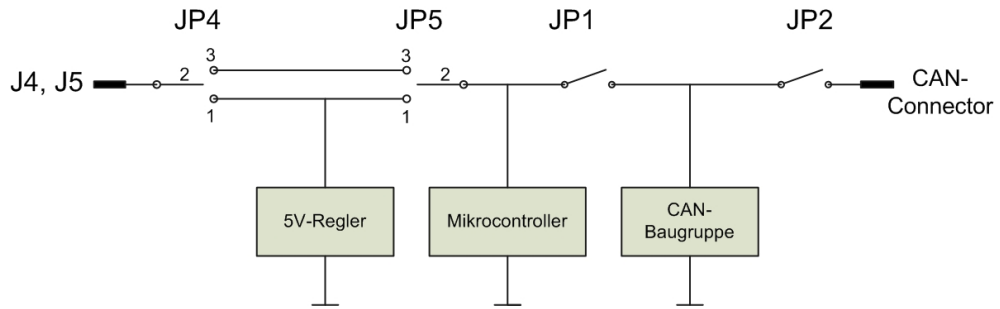 JP4
JP5
JP1
JP2
J4, J5
2
3
1
3
1
2
CAN-
Connector
5V-Regler
Mikrocontroller
CAN-
Baugruppe